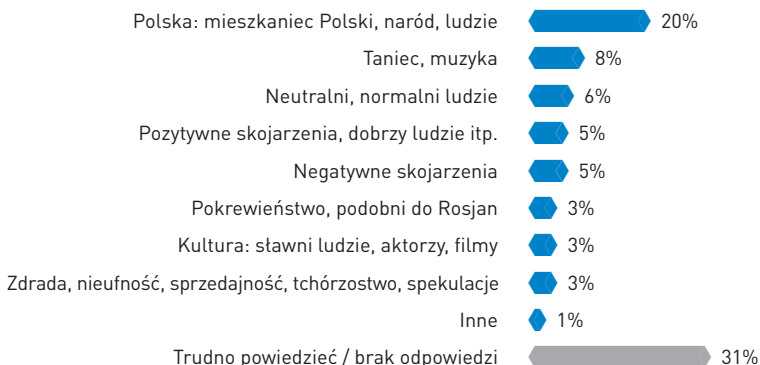 Polska: mieszkaniec Polski, naród, ludzie 20%
Taniec, muzyka 8%
Neutralni, normalni ludzie 6%
Pozytywne skojarzenia, dobrzy ludzie itp. 5%
Negatywne skojarzenia 5%
Pokrewieństwo, podobni do Rosjan 3%
Kultura: sławni ludzie, aktorzy, filmy 3%
Zdrada, nieufność, sprzedajność, tchórzostwo, spekulacje 3%
Inne 1%
Trudno powiedzieć / brak odpowiedzi 31%